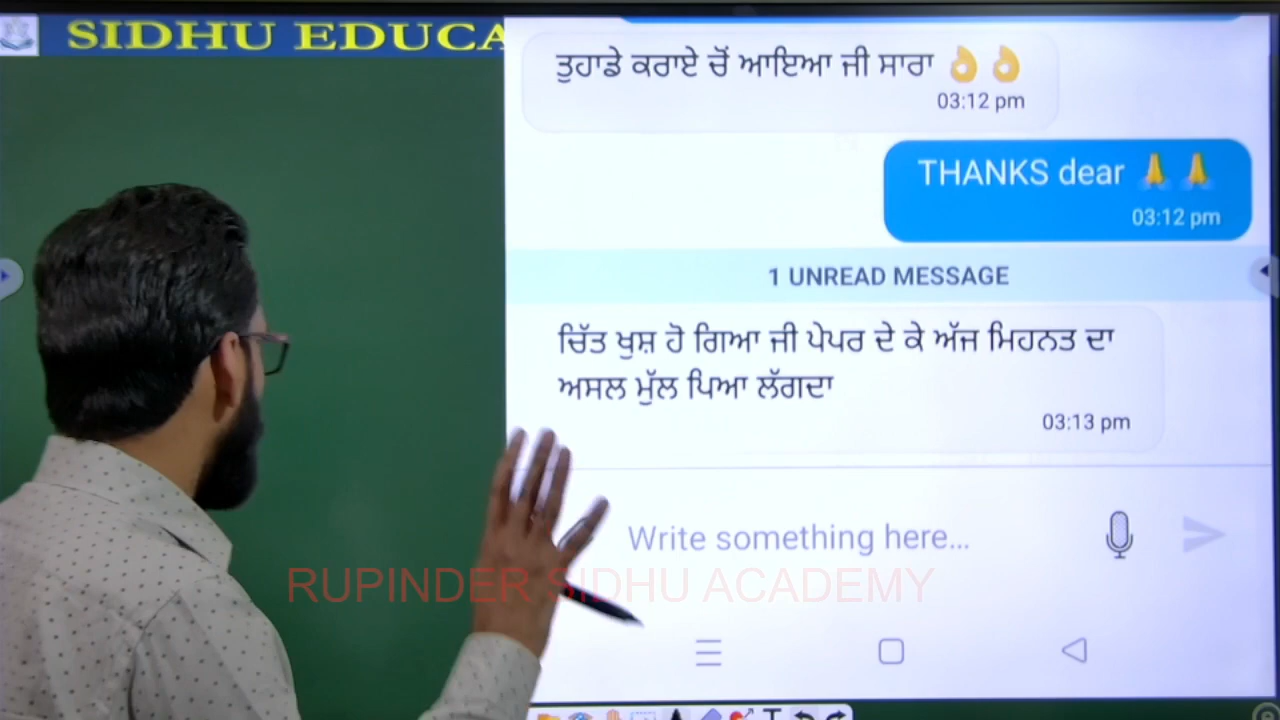 SIDHU EDUCA
ਤੁਹਾਡੇ ਕਰਾਏ ਚੋਂ ਆਇਆ ਜੀ ਸਾਰਾ 👌👌
03:12 pm
THANKS dear 🙏🙏
03:12 pm
1 UNREAD MESSAGE
ਚਿੱਤ ਖੁਸ਼ ਹੋ ਗਿਆ ਜੀ ਪੇਪਰ ਦੇ ਕੇ ਅੱਜ ਮਿਹਨਤ ਦਾ
ਅਸਲ ਮੁੱਲ ਪਿਆ ਲੱਗਦਾ
03:13 pm
Write something here...
RUPINDER SIDHU ACADEMY